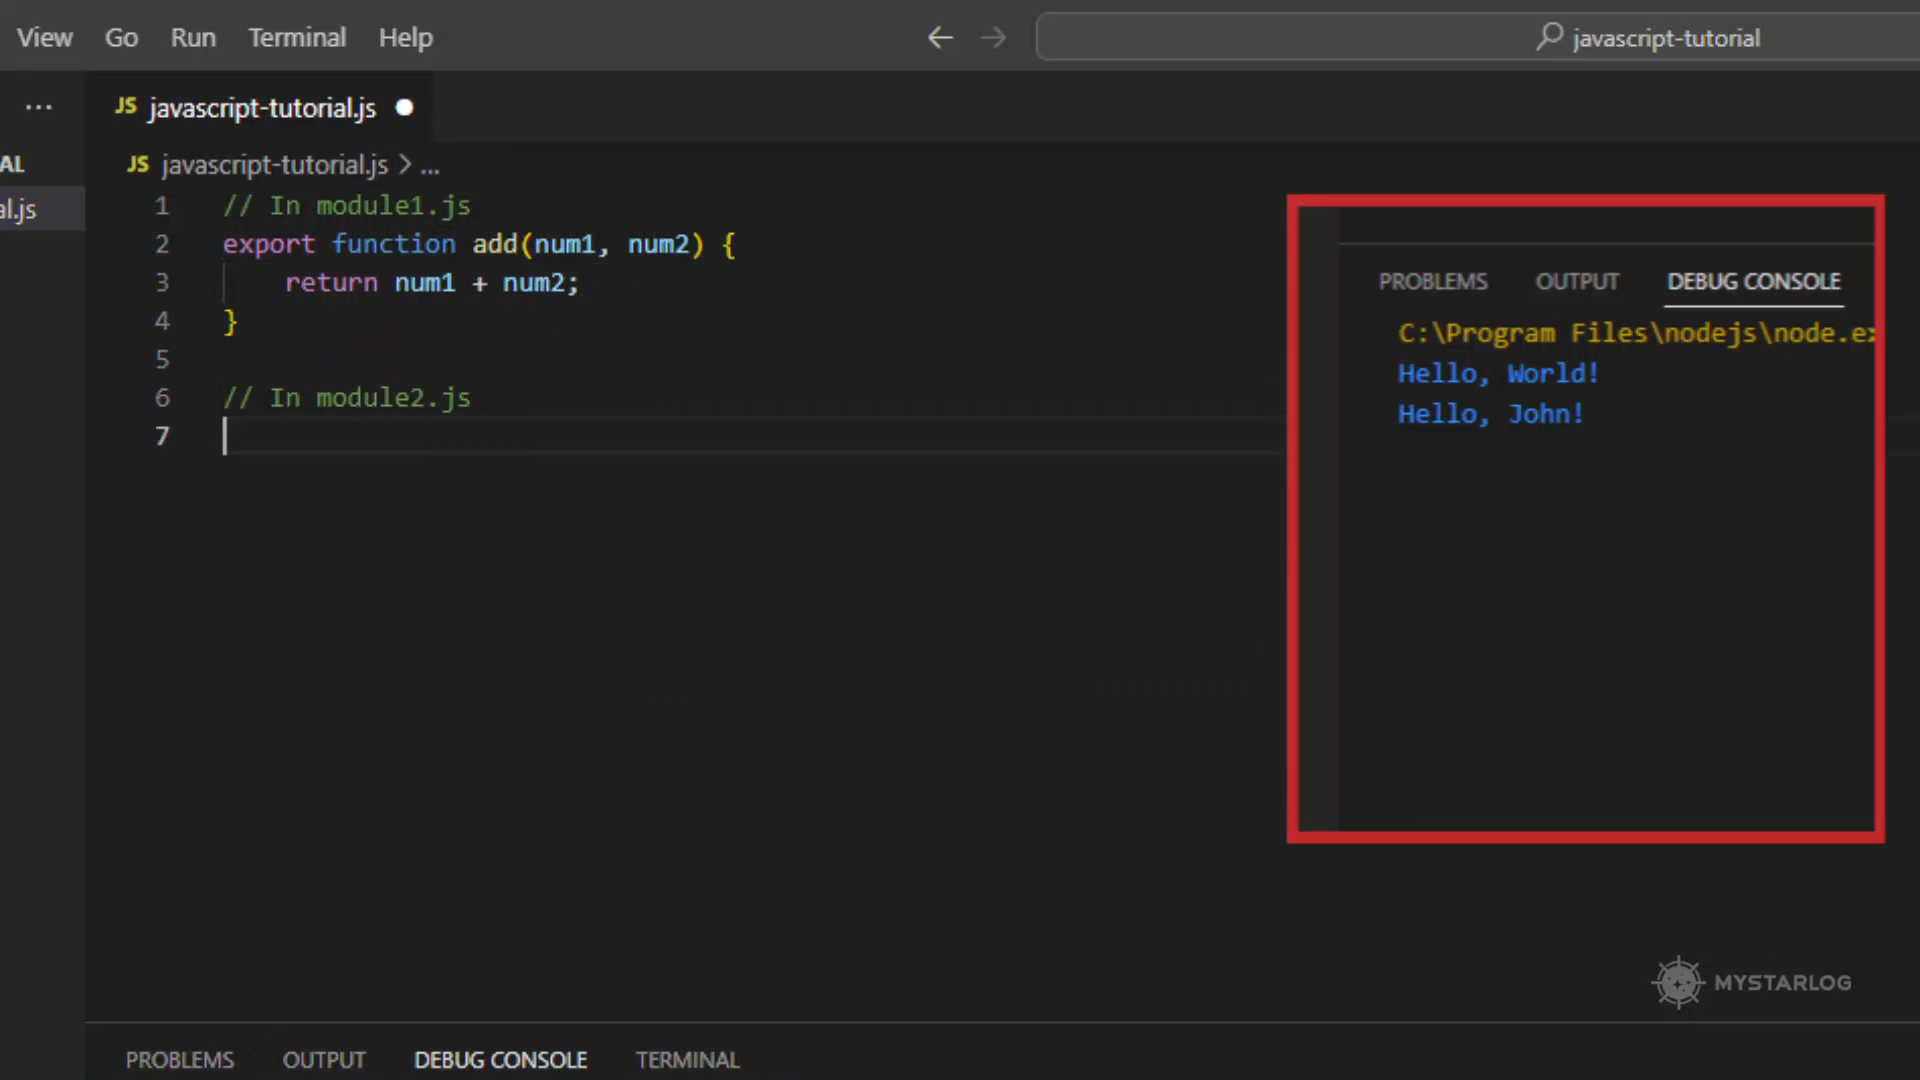 View Go Run Terminal Help
javascript-tutorial
JS javascript-tutorial.js
AL
JS javascript-tutorial.js > ...
al.js
1 // In module1.js
2 export function add(num1, num2) {
3 return num1 + num2;
4 }
5
6 // In module2.js
7
PROBLEMS OUTPUT DEBUG CONSOLE
C:\Program Files\nodejs\node.ex
Hello, World!
Hello, John!
MYSTARLOG
PROBLEMS OUTPUT DEBUG CONSOLE TERMINAL